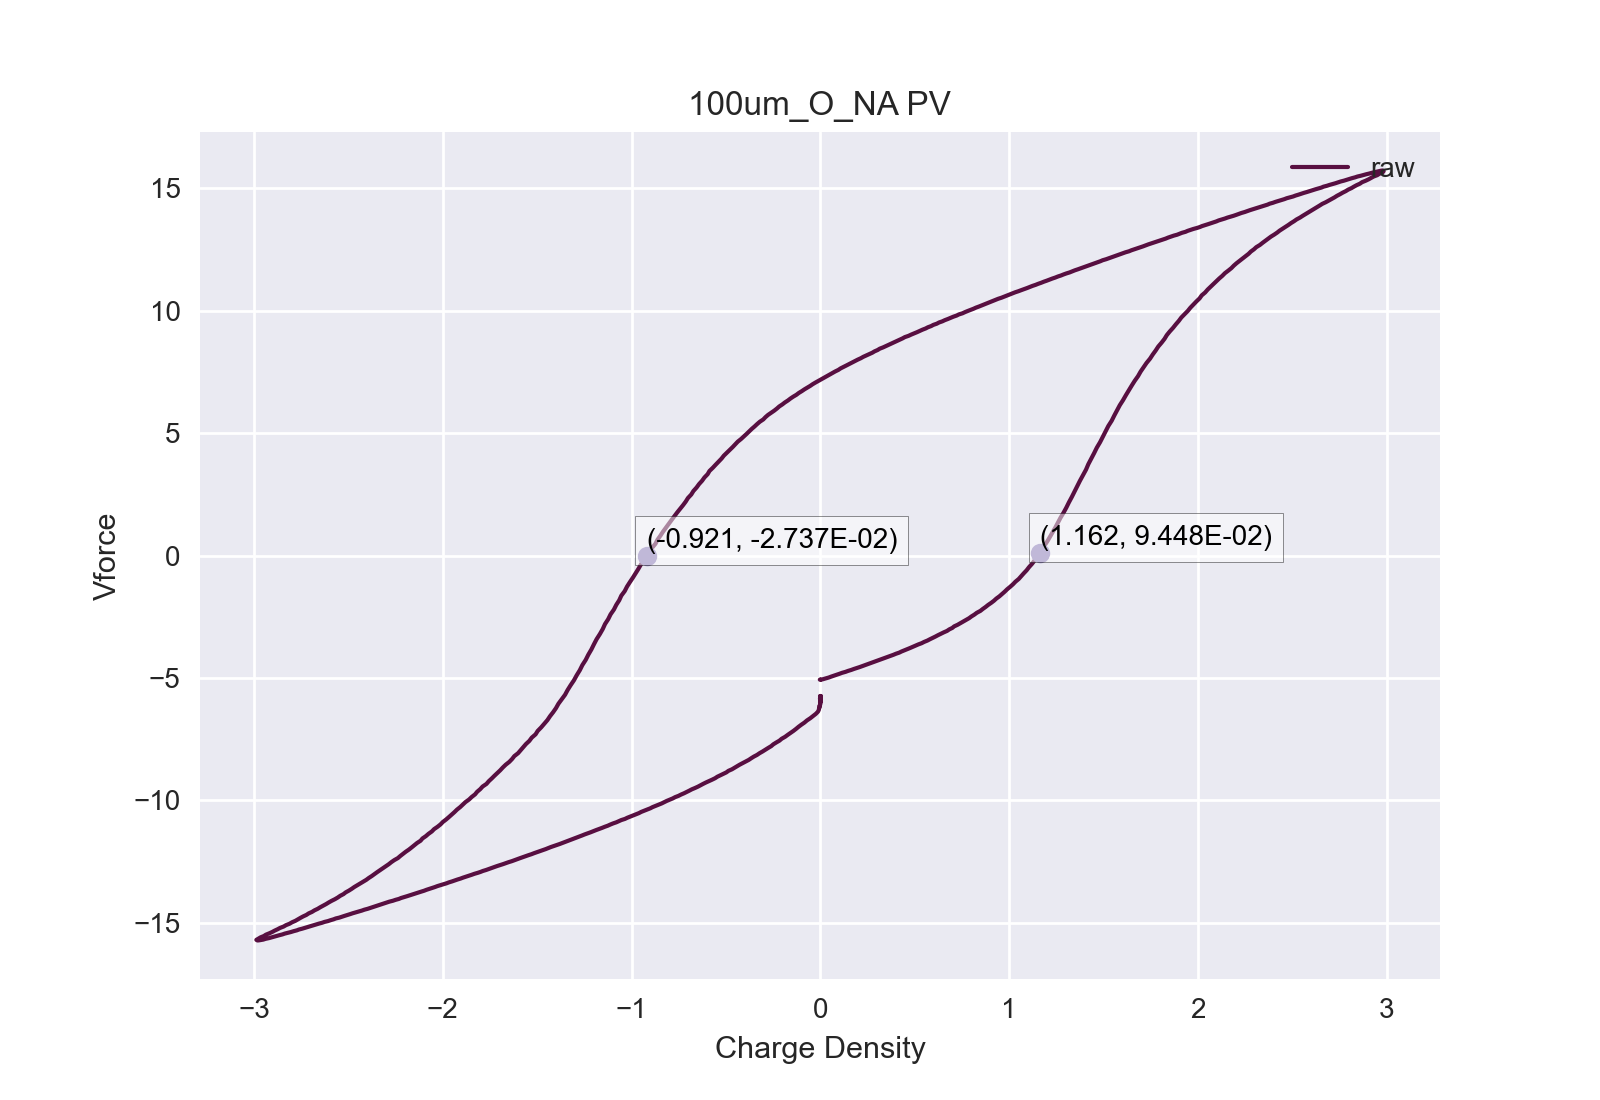 100um_O_NA PV
raw
15
10
5
0
−5
−10
−15
Vforce
(-0.921, -2.737E-02)
(1.162, 9.448E-02)
−3
−2
−1
0
1
2
3
Charge Density